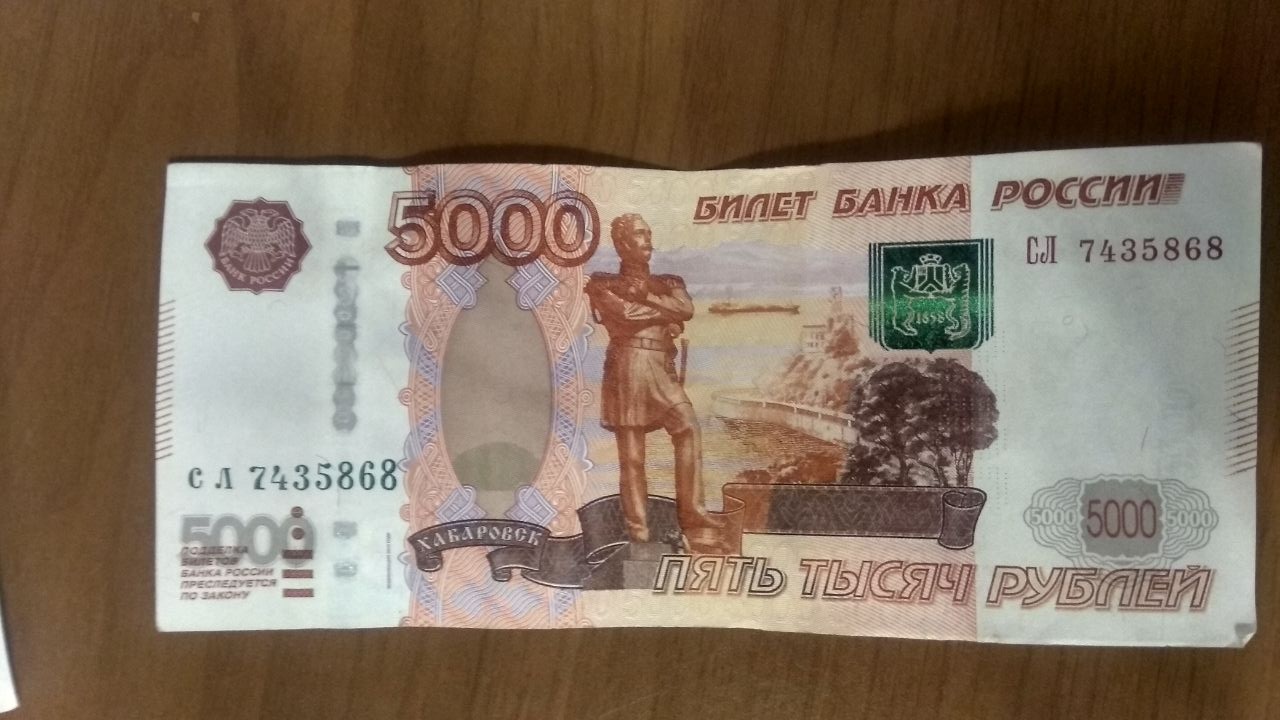 5000
БИЛЕТ БАНКА РОССИИ
СЛ 7435868
БАНК РОССИИ
1858
сл 7435868
5000
ПОДДЕЛКА
БИЛЕТОВ
БАНКА РОССИИ
ПРЕСЛЕДУЕТСЯ
ПО ЗАКОНУ
ХАБАРОВСК
5000 5000 5000
ПЯТЬ ТЫСЯЧ РУБЛЕЙ